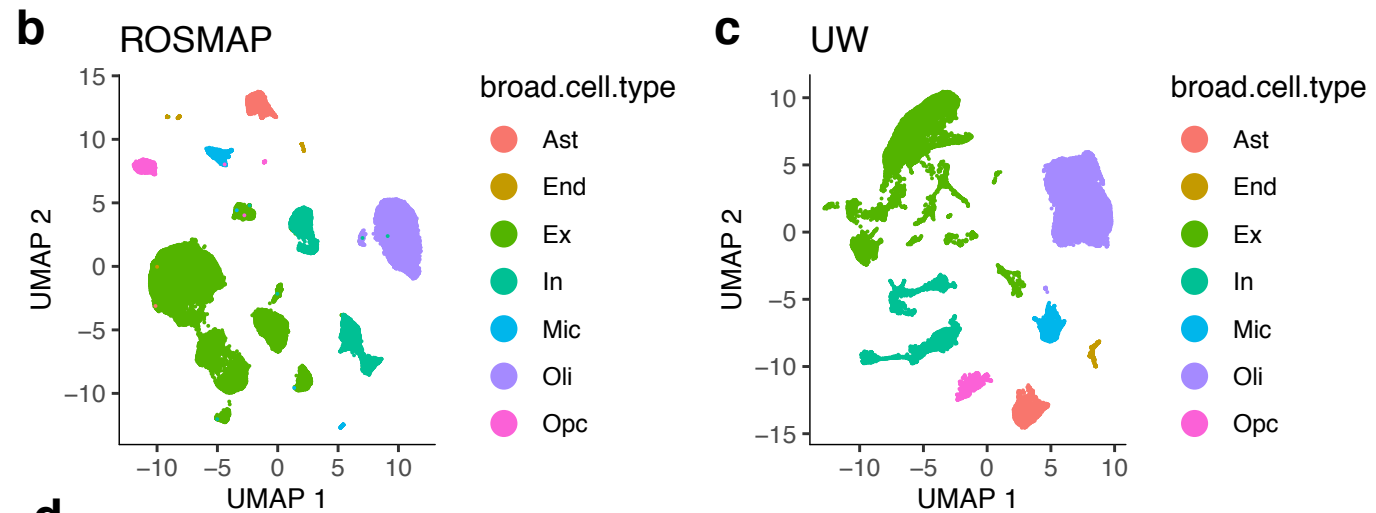 b
ROSMAP
15
10
5
0
−5
−10
UMAP 2
−10 −5 0 5 10
UMAP 1
broad.cell.type
Ast
End
Ex
In
Mic
Oli
Opc
c
UW
10
5
0
−5
−10
−15
UMAP 2
−10 −5 0 5 10
UMAP 1
broad.cell.type
Ast
End
Ex
In
Mic
Oli
Opc
d